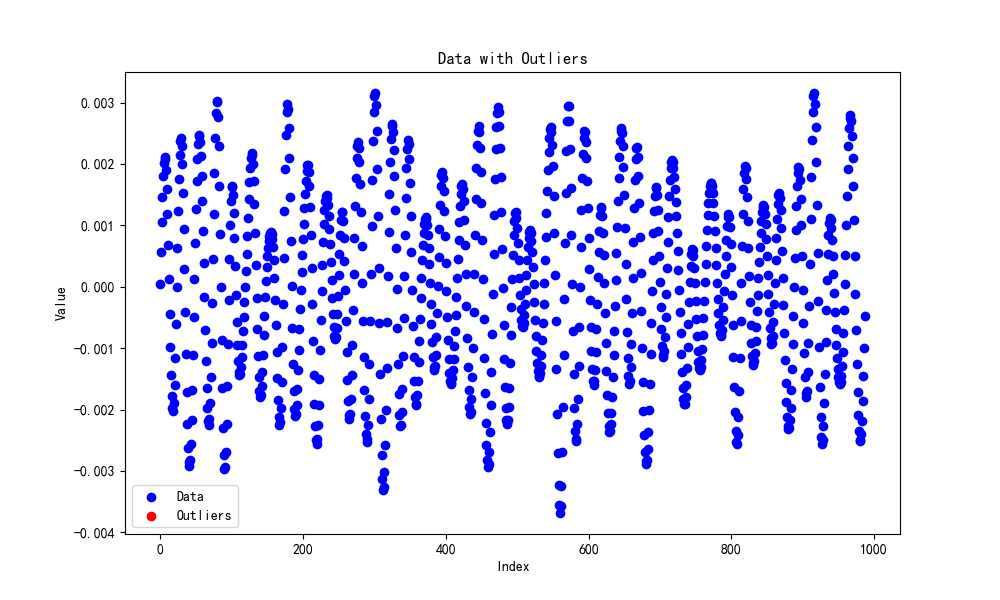 Data with Outliers
0.003
0.002
0.001
0.000
-0.001
-0.002
-0.003
-0.004
Value
Data
Outliers
0 200 400 600 800 1000
Index